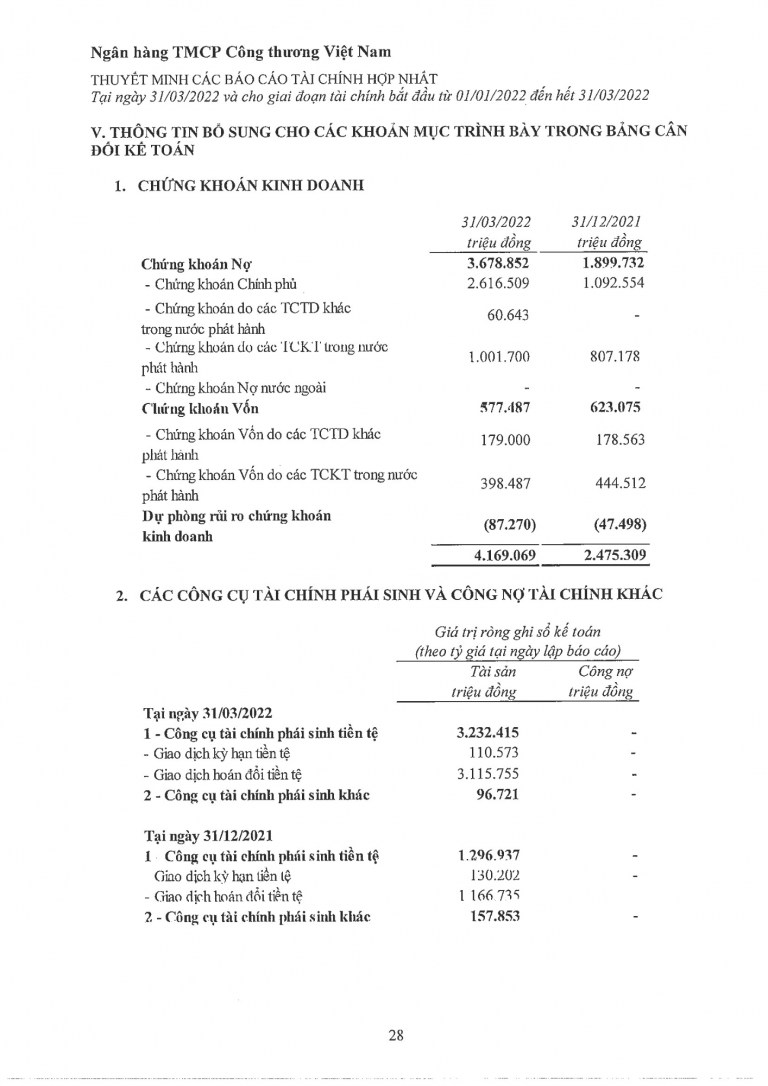 Ngân hàng TMCP Công thương Việt Nam
THUYẾT MINH CÁC BÁO CÁO TÀI CHÍNH HỢP NHẤT
Tại ngày 31/03/2022 và cho giai đoạn tài chính bắt đầu từ 01/01/2022 đến hết 31/03/2022
V. THÔNG TIN BỔ SUNG CHO CÁC KHOẢN MỤC TRÌNH BÀY TRONG BẢNG CÂN
ĐỐI KẾ TOÁN
1. CHỨNG KHOÁN KINH DOANH
31/03/2022 31/12/2021
triệu đồng triệu đồng
Chứng khoán Nợ 3.678.852 1.899.732
- Chứng khoán Chính phủ 2.616.509 1.092.554
- Chứng khoán do các TCTD khác
trong nước phát hành 60.643 -
- Chứng khoán do các TCKT trong nước
phát hành 1.001.700 807.178
- Chứng khoán Nợ nước ngoài - -
Chứng khoán Vốn 577.487 623.075
- Chứng khoán Vốn do các TCTD khác
phát hành 179.000 178.563
- Chứng khoán Vốn do các TCKT trong nước
phát hành 398.487 444.512
Dự phòng rủi ro chứng khoán
kinh doanh (87.270) (47.498)
4.169.069 2.475.309
2. CÁC CÔNG CỤ TÀI CHÍNH PHÁI SINH VÀ CÔNG NỢ TÀI CHÍNH KHÁC
Giá trị ròng ghi sổ kế toán
(theo tỷ giá tại ngày lập báo cáo)
Tài sản Công nợ
triệu đồng triệu đồng
Tại ngày 31/03/2022
1 - Công cụ tài chính phái sinh tiền tệ 3.232.415 -
- Giao dịch kỳ hạn tiền tệ 110.573 -
- Giao dịch hoán đổi tiền tệ 3.115.755 -
2 - Công cụ tài chính phái sinh khác 96.721 -
Tại ngày 31/12/2021
1 - Công cụ tài chính phái sinh tiền tệ 1.296.937 -
Giao dịch kỳ hạn tiền tệ 130.202 -
- Giao dịch hoán đổi tiền tệ 1 166.735
2 - Công cụ tài chính phái sinh khác 157.853 -
28